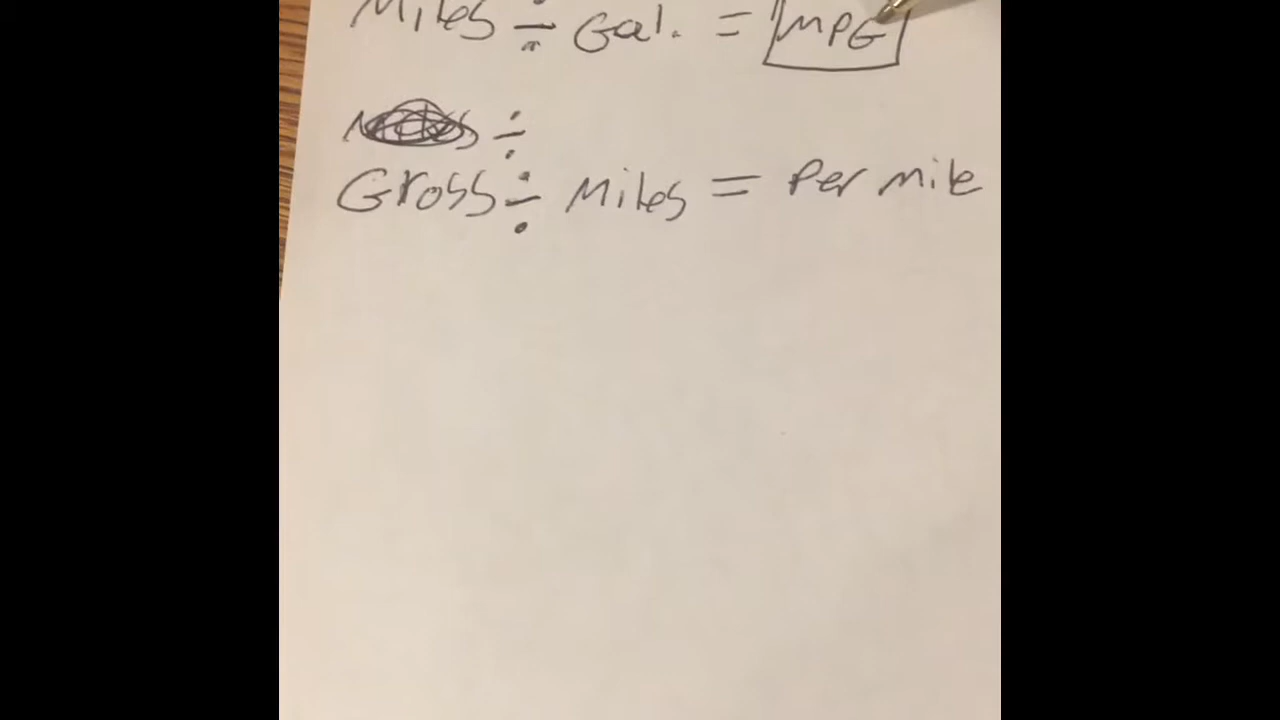 Miles ÷ Gal. = MPG
÷
Gross ÷ Miles = Per mile